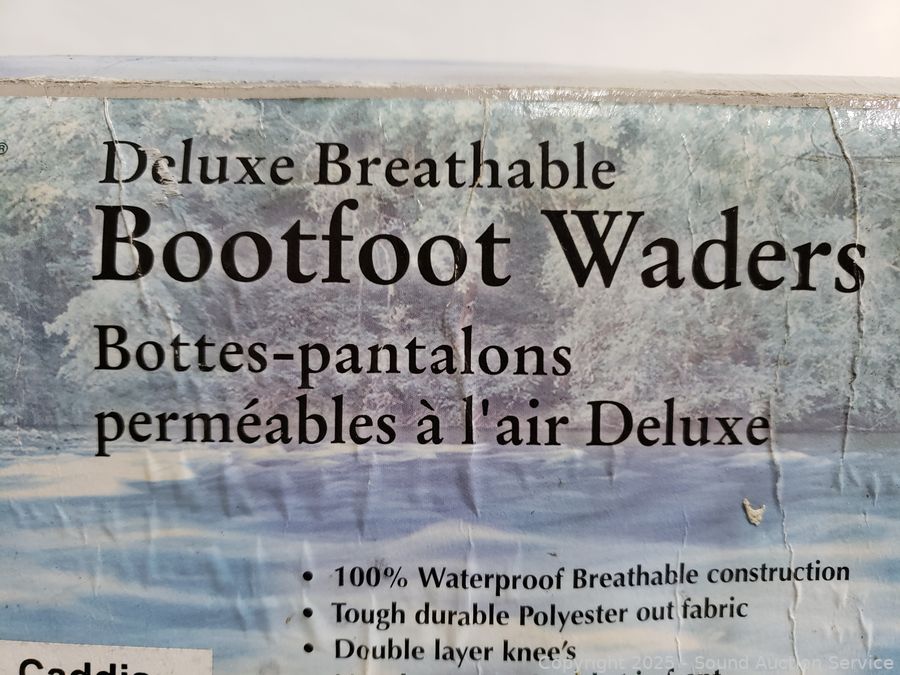 ®
Deluxe Breathable
Bootfoot Waders
Bottes-pantalons
perméables à l'air Deluxe
• 100% Waterproof Breathable construction
• Tough durable Polyester out fabric
• Double layer knee's
Caddis
Copyright 2025 - Sound Auction Service